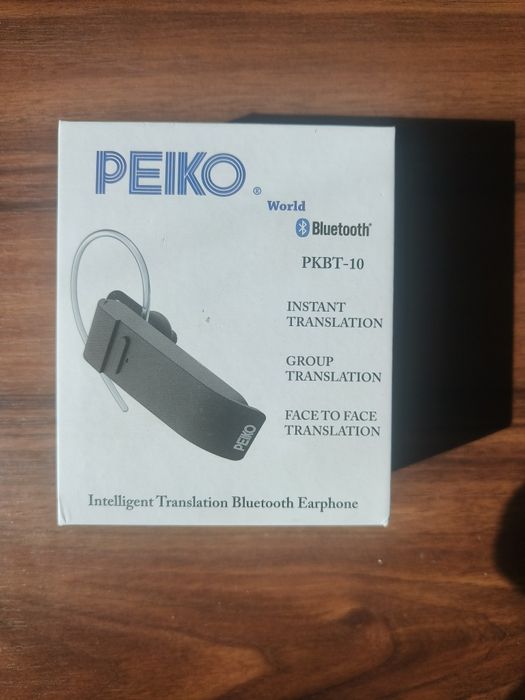 PEIKO ®
World
Bluetooth®
PKBT-10
INSTANT
TRANSLATION
GROUP
TRANSLATION
FACE TO FACE
TRANSLATION
PEIKO
Intelligent Translation Bluetooth Earphone